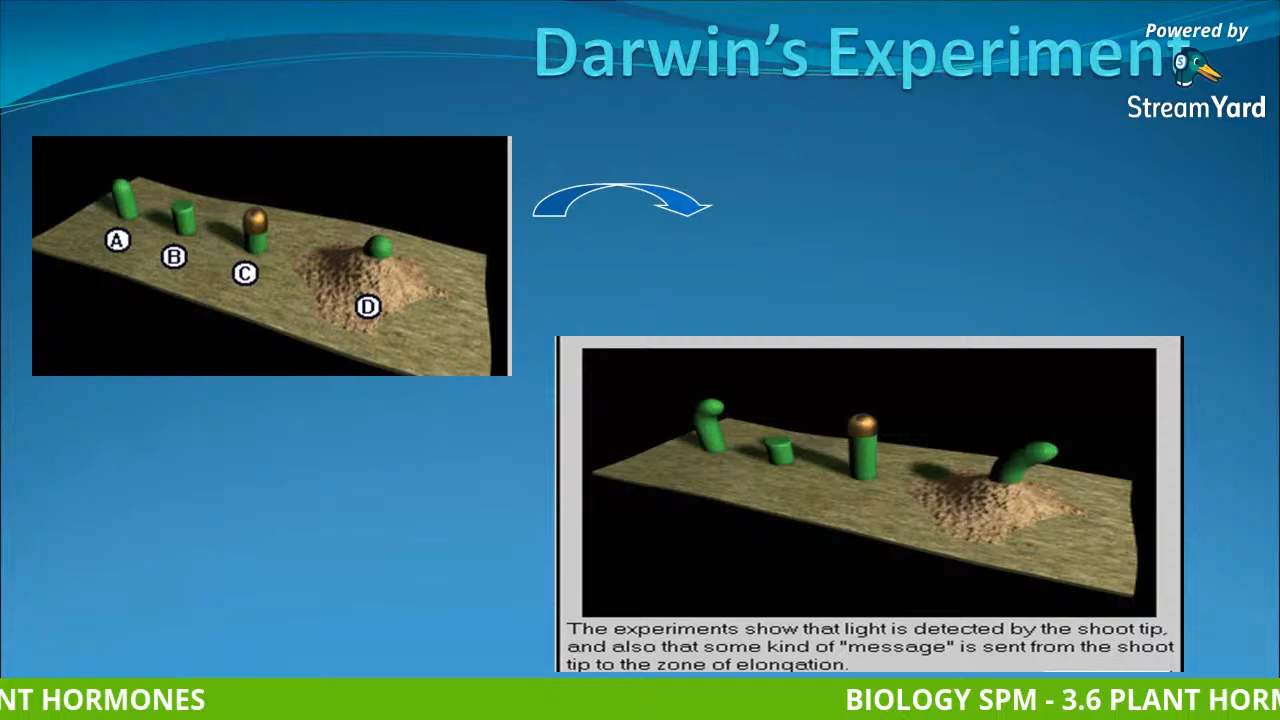 Darwin's Experiment
Powered by
StreamYard
A
B
C
D
The experiments show that light is detected by the shoot tip,
and also that some kind of "message" is sent from the shoot
tip to the zone of elongation.
NT HORMONES
BIOLOGY SPM - 3.6 PLANT HORM